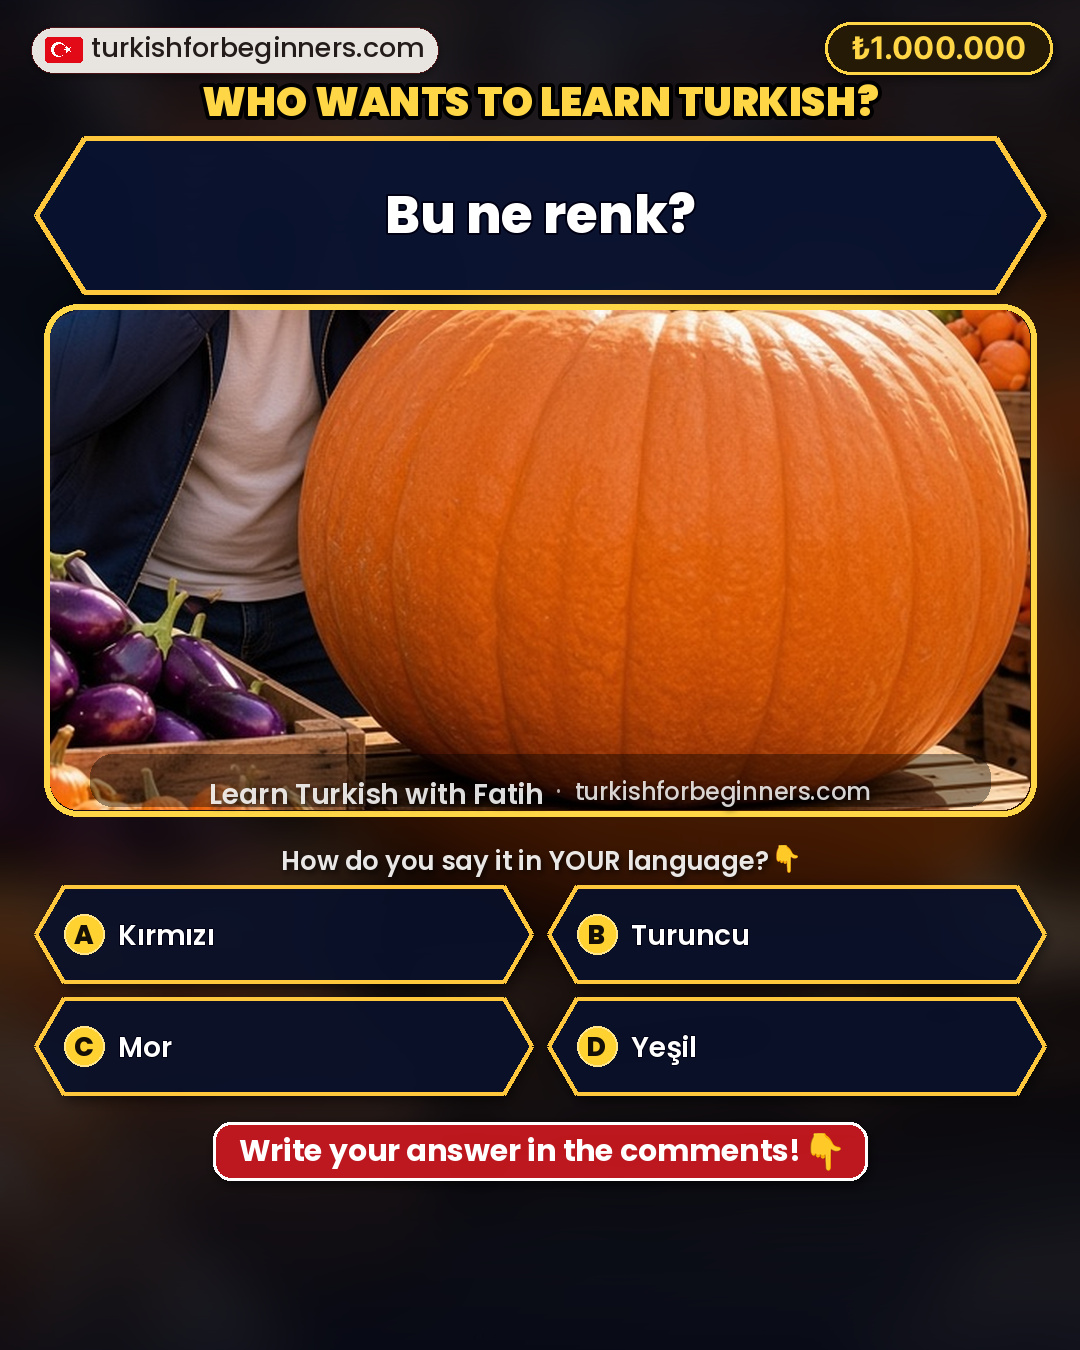 turkishforbeginners.com
₺1.000.000
WHO WANTS TO LEARN TURKISH?
Bu ne renk?
Learn Turkish with Fatih · turkishforbeginners.com
How do you say it in YOUR language?👇
A Kırmızı
B Turuncu
C Mor
D Yeşil
Write your answer in the comments!👇